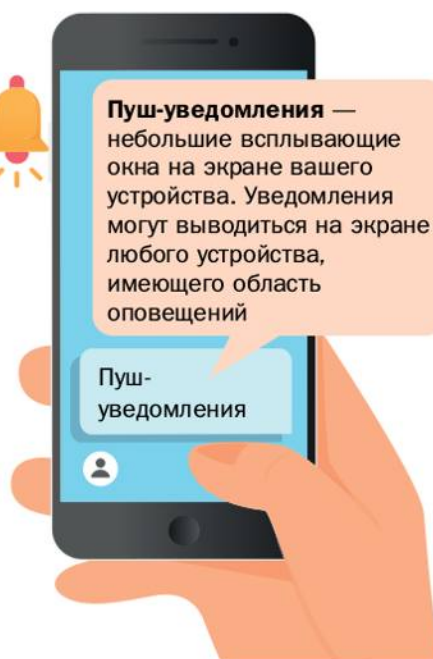 Пуш-уведомления —
небольшие всплывающие
окна на экране вашего
устройства. Уведомления
могут выводиться на экране
любого устройства,
имеющего область
оповещений
Пуш-
уведомления